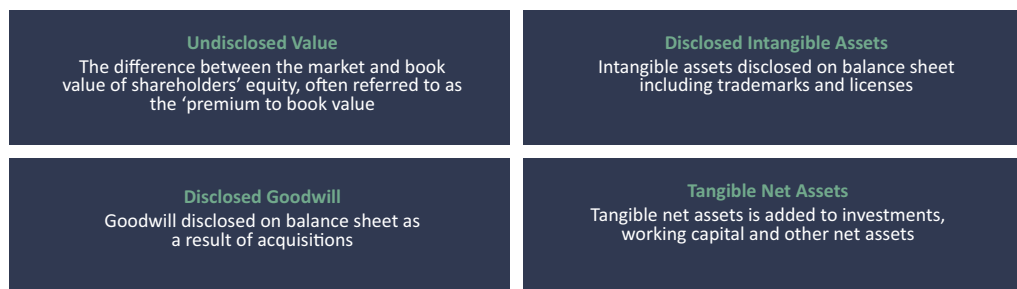 Undisclosed Value
The difference between the market and book
value of shareholders’ equity, often referred to as
the ‘premium to book value
Disclosed Intangible Assets
Intangible assets disclosed on balance sheet
including trademarks and licenses
Disclosed Goodwill
Goodwill disclosed on balance sheet as
a result of acquisitions
Tangible Net Assets
Tangible net assets is added to investments,
working capital and other net assets